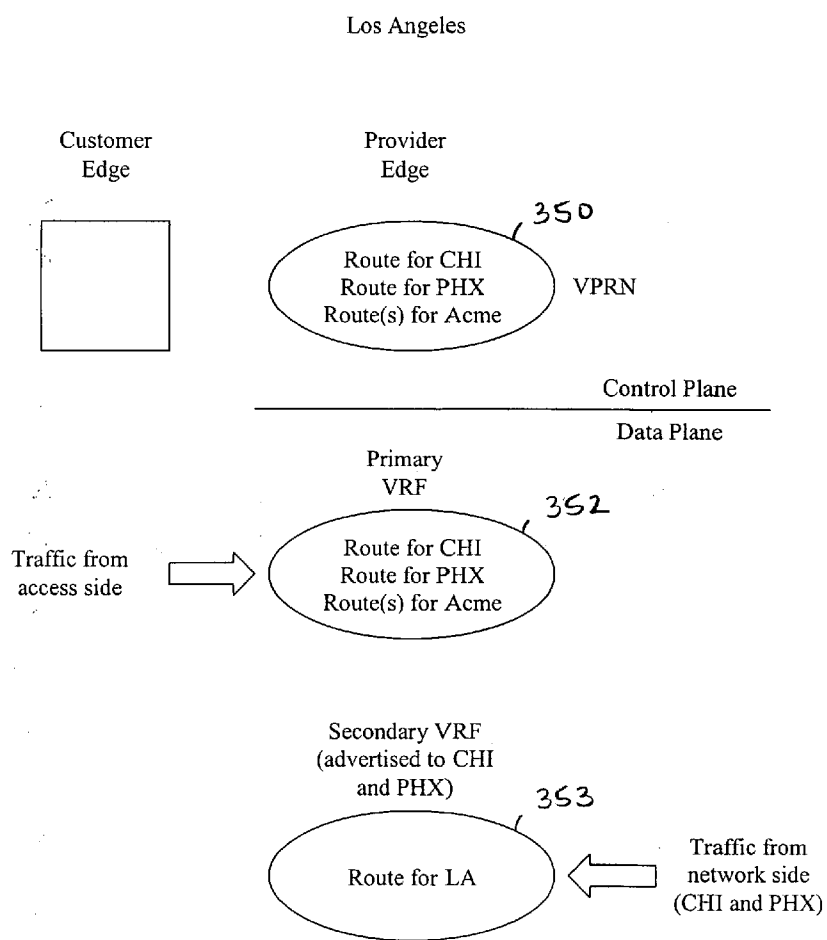 Los Angeles
Customer
Edge
Provider
Edge
350
Route for CHI
Route for PHX
Route(s) for Acme
VPRN
Control Plane
Data Plane
Primary
VRF
352
Traffic from
access side
Route for CHI
Route for PHX
Route(s) for Acme
Secondary VRF
(advertised to CHI
and PHX)
353
Route for LA
Traffic from
network side
(CHI and PHX)